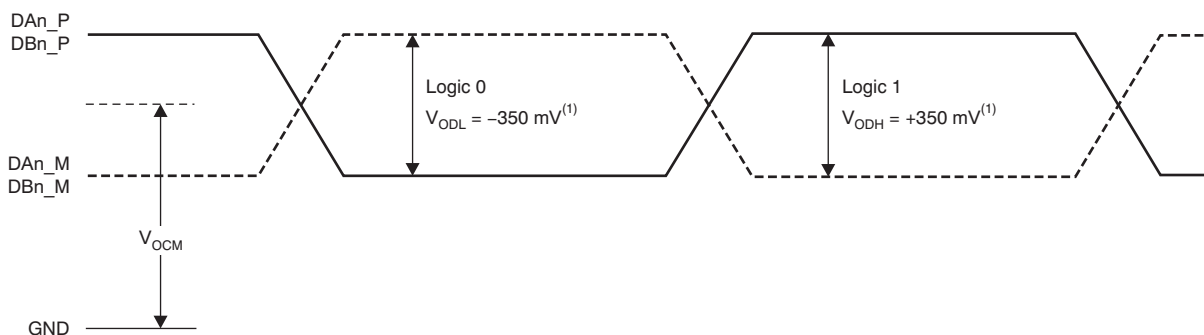 DAn_P
DBn_P
Logic 0
V_ODL = −350 mV(1)
Logic 1
V_ODH = +350 mV(1)
DAn_M
DBn_M
V_OCM
GND